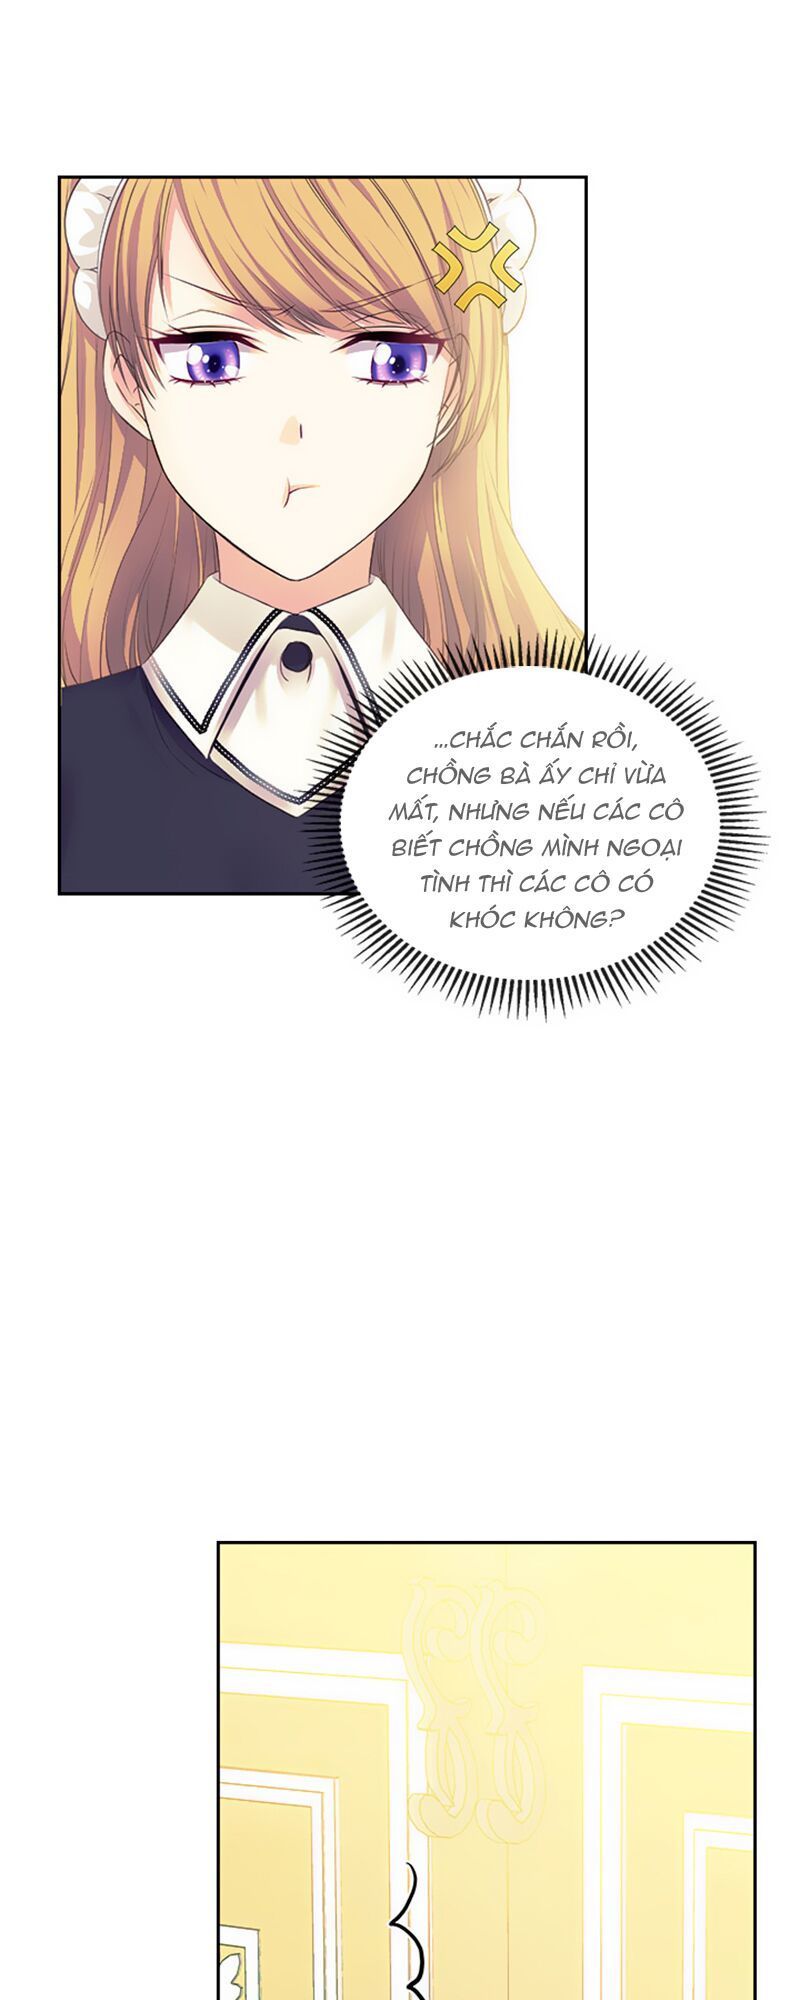 ...CHẮC CHẮN RỒI,
CHỒNG BÀ ẤY CHỈ VỪA
MẤT, NHƯNG NẾU CÁC CÔ
BIẾT CHỒNG MÌNH NGOẠI
TÌNH THÌ CÁC CÔ CÓ
KHÓC KHÔNG?